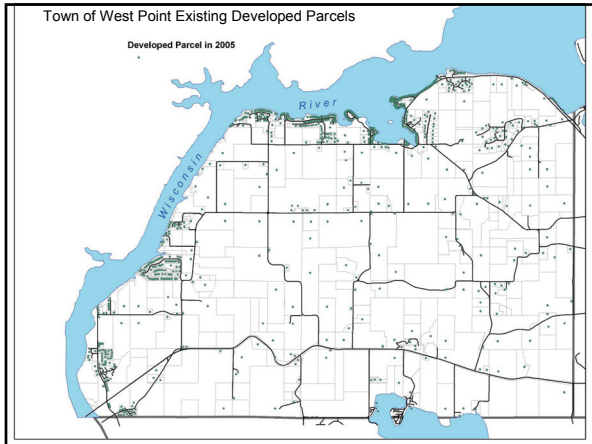 Town of West Point Existing Developed Parcels
Developed Parcel in 2005
River
Wisconsin